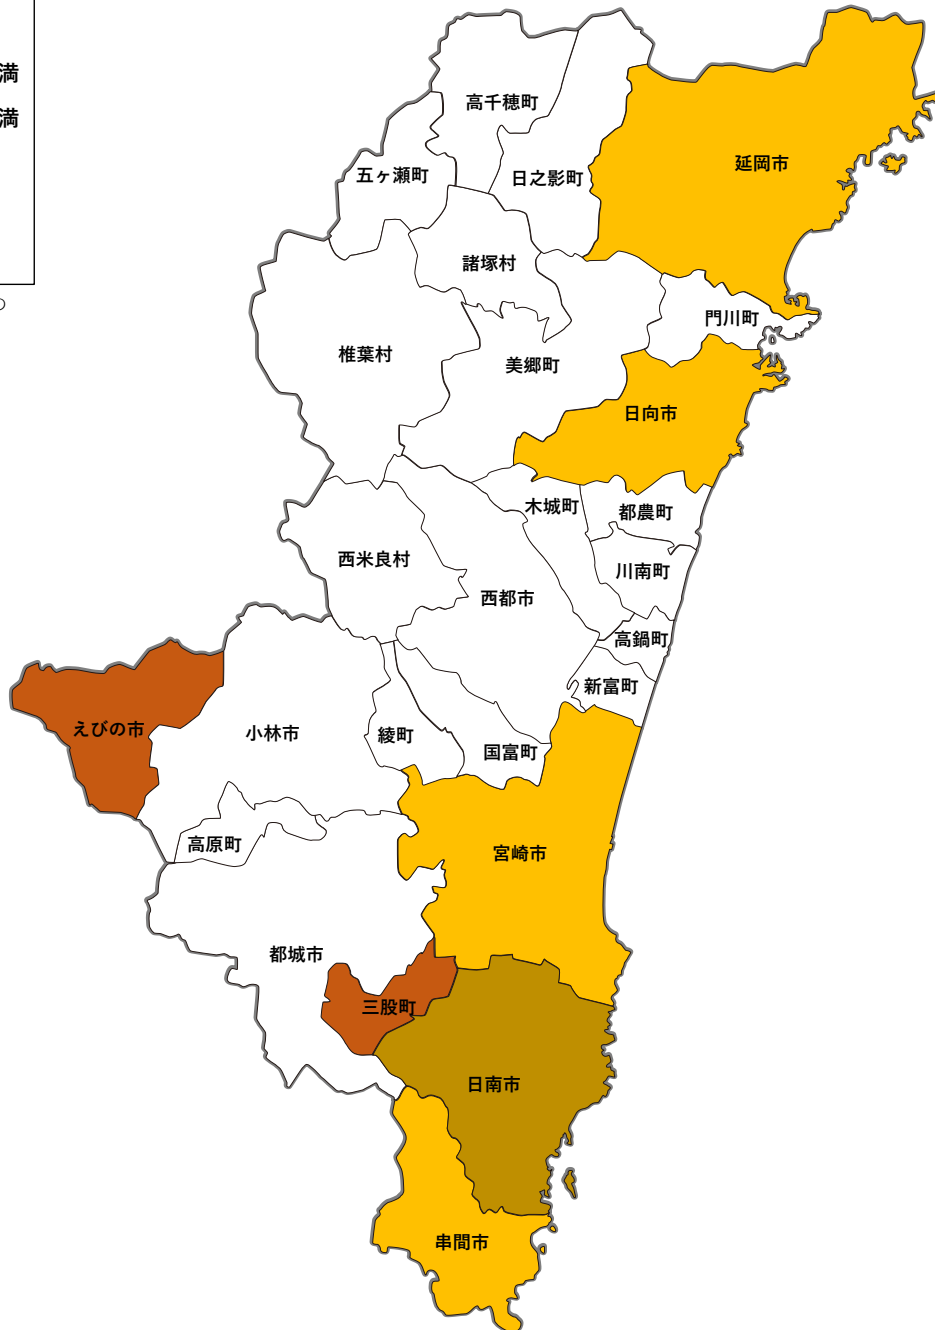 満
満
。
高千穂町
延岡市
五ヶ瀬町
日之影町
諸塚村
門川町
椎葉村
美郷町
日向市
木城町
都農町
西米良村
川南町
西都市
高鍋町
新富町
えびの市
小林市
綾町
国富町
高原町
宮崎市
都城市
三股町
日南市
串間市